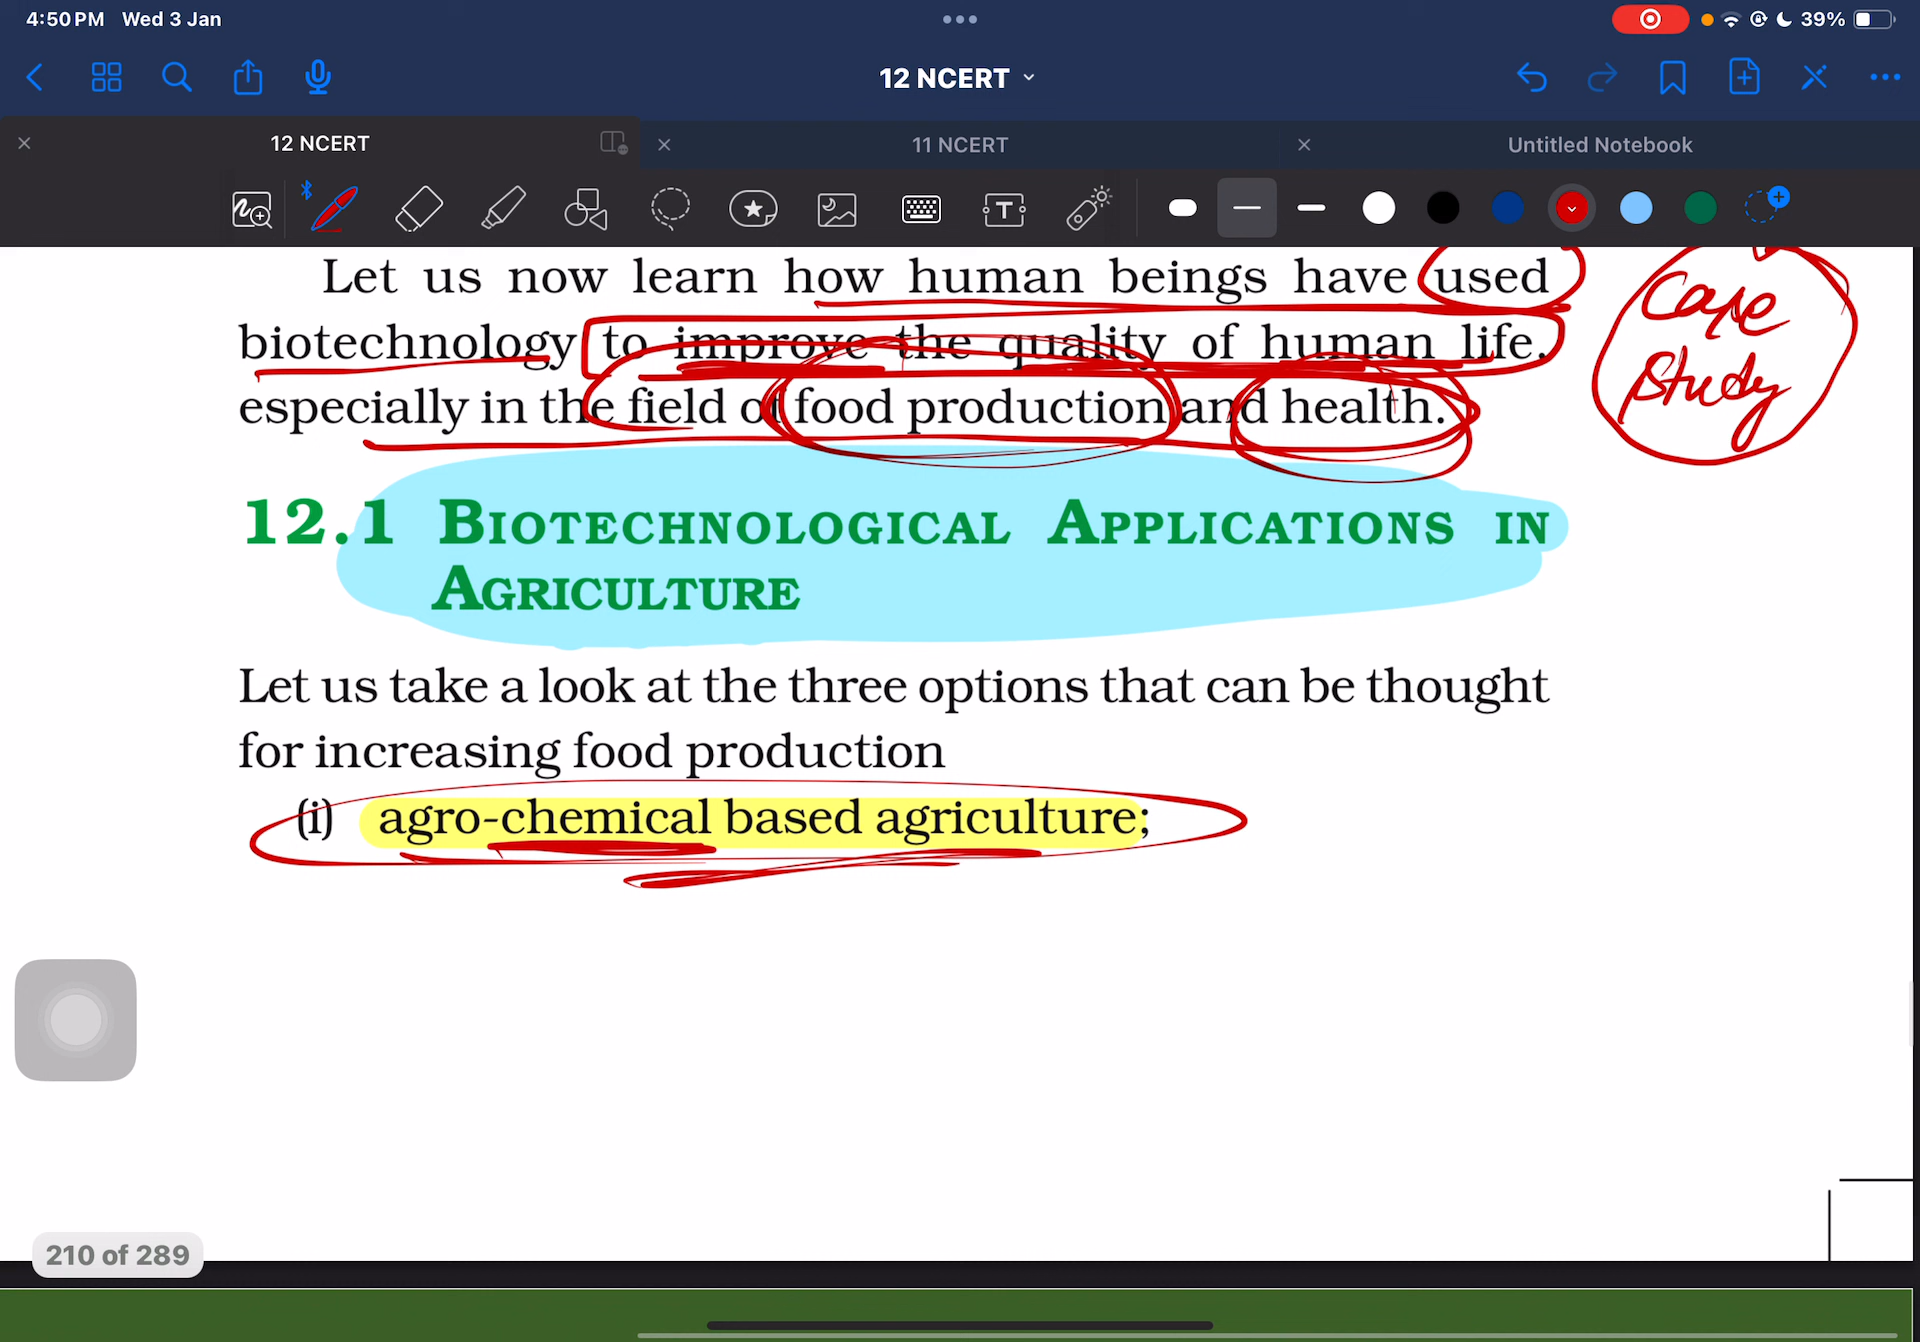 4:50 PM Wed 3 Jan
39%
12 NCERT
12 NCERT
11 NCERT
Untitled Notebook
Let us now learn how human beings have used
biotechnology to improve the quality of human life,
especially in the field of food production and health.
Case
Study
12.1 BIOTECHNOLOGICAL APPLICATIONS IN
AGRICULTURE
Let us take a look at the three options that can be thought
for increasing food production
(i) agro-chemical based agriculture;
210 of 289